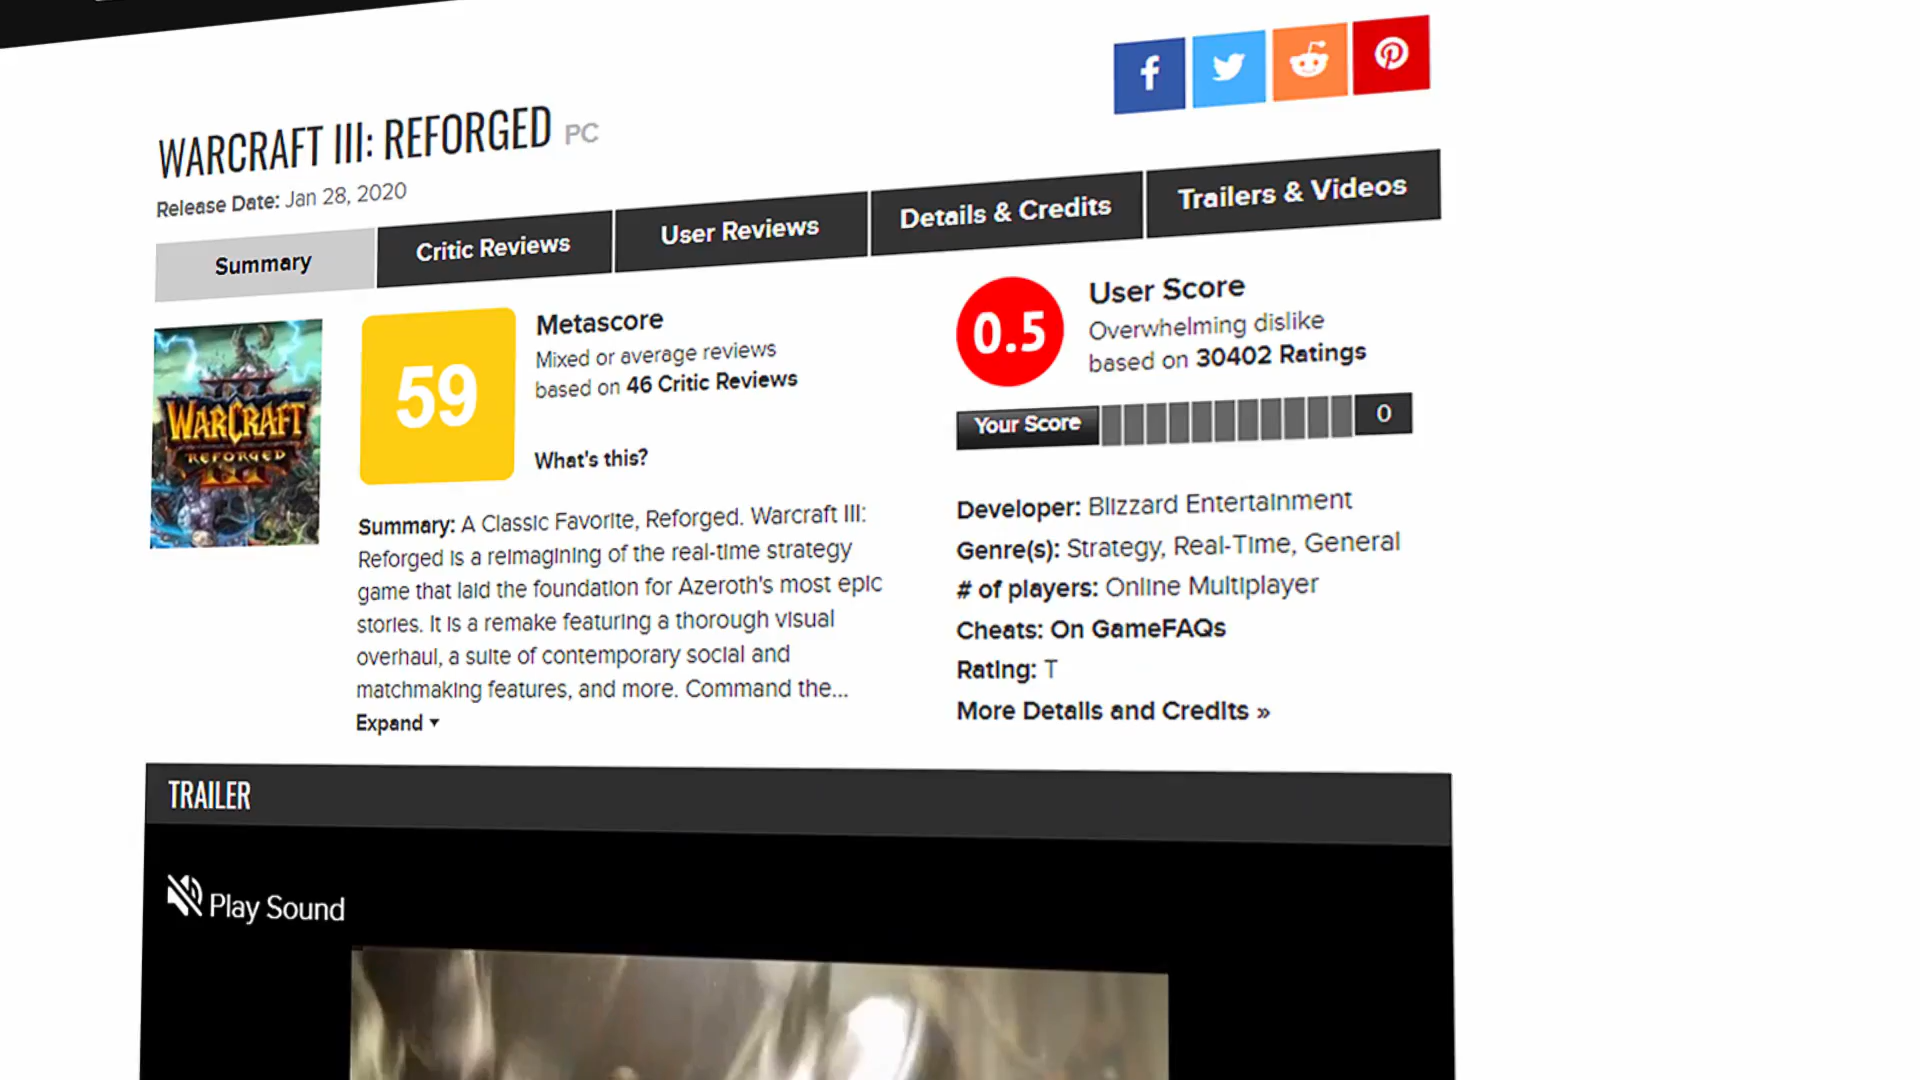 WARCRAFT III: REFORGED PC
Release Date: Jan 28, 2020
Summary
Critic Reviews
User Reviews
Details & Credits
Trailers & Videos
WARCRAFT
REFORGED
III
59
Metascore
Mixed or average reviews
based on 46 Critic Reviews
What's this?
Summary: A Classic Favorite, Reforged. Warcraft III:
Reforged is a reimagining of the real-time strategy
game that laid the foundation for Azeroth's most epic
stories. It is a remake featuring a thorough visual
overhaul, a suite of contemporary social and
matchmaking features, and more. Command the...
Expand
0.5
User Score
Overwhelming dislike
based on 30402 Ratings
Your Score
0
Developer: Blizzard Entertainment
Genre(s): Strategy, Real-Time, General
# of players: Online Multiplayer
Cheats: On GameFAQs
Rating: T
More Details and Credits »
TRAILER
Play Sound